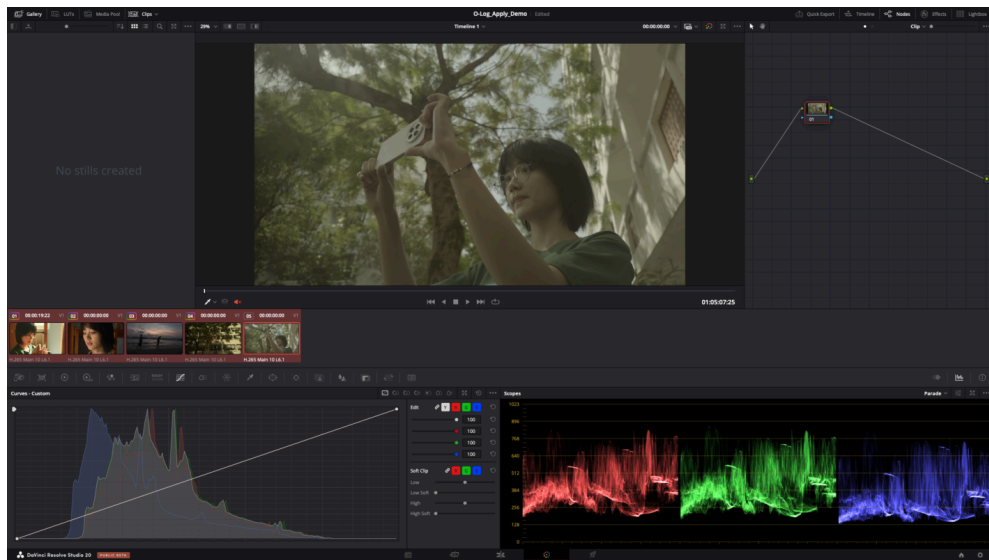 Gallery LUTs Media Pool Clips O-Log_Apply_Demo Edited Quick Export Timeline Nodes Effects Lightbox
29% Timeline 1 00:00:00:00 Clip
No stills created
01
01:05:07:25
01 00:00:19:22 V1 02 00:00:00:00 V1 03 00:00:00:00 V1 04 00:00:00:00 V1 05 00:00:00:00 V1
H.265 Main 10 L6.1 H.265 Main 10 L6.1 H.265 Main 10 L6.1 H.265 Main 10 L6.1 H.265 Main 10 L6.1
Curves - Custom Scopes Parade
Edit Y R G B
100
100
100
100
Soft Clip R G B
Low
Low Soft
High
High Soft
1023
896
768
640
512
384
256
128
0
DaVinci Resolve Studio 20 PUBLIC BETA